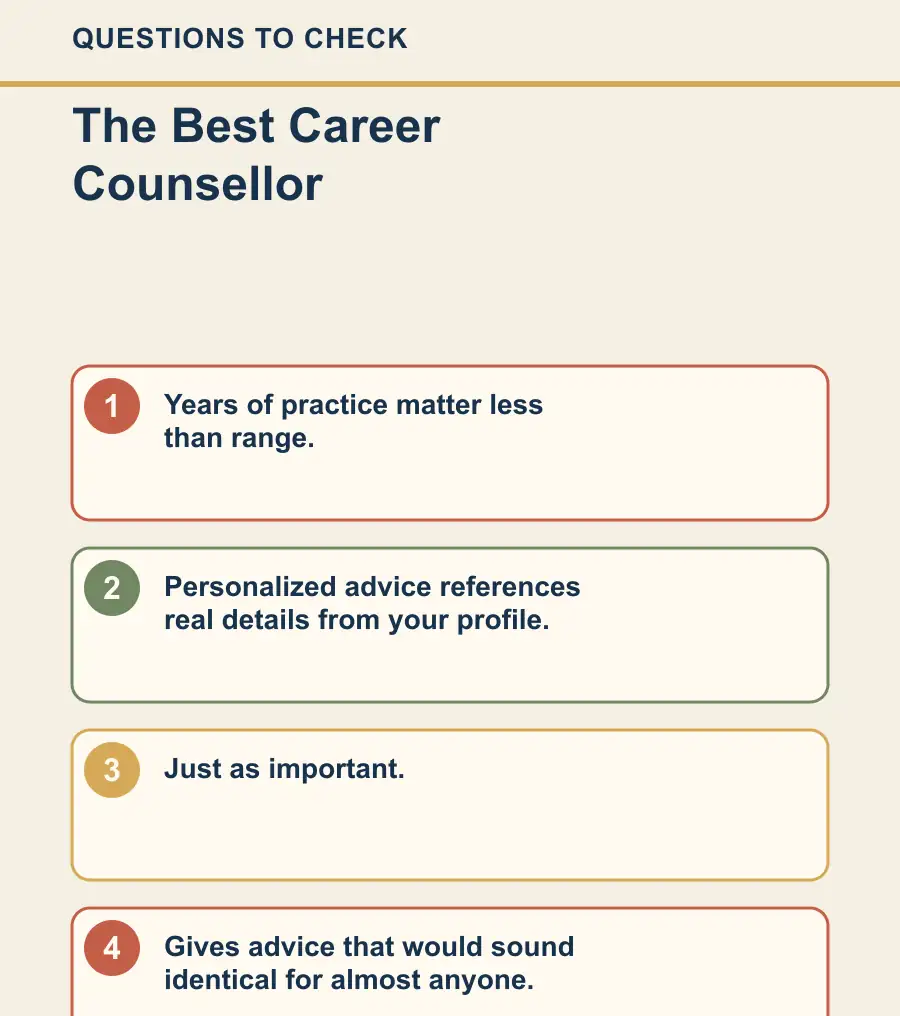 QUESTIONS TO CHECK
The Best Career
Counsellor
1
Years of practice matter less
than range.
2
Personalized advice references
real details from your profile.
3
Just as important.
4
Gives advice that would sound
identical for almost anyone.